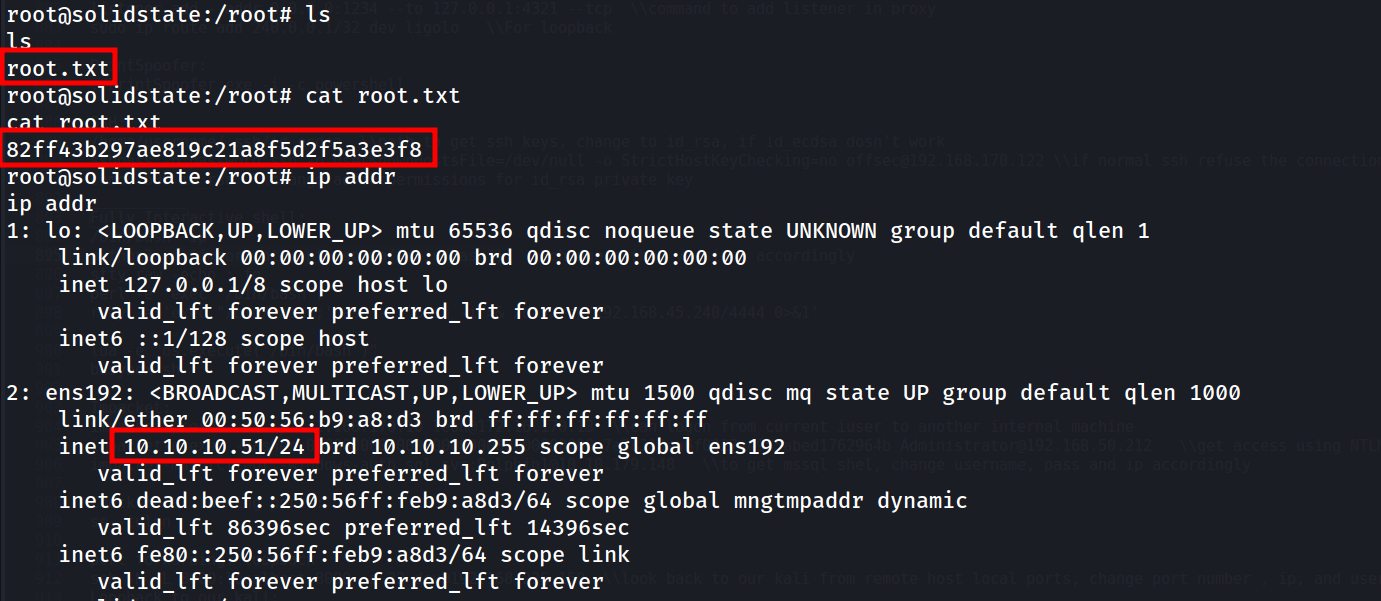 root@solidstate:/root# ls
ls
root.txt
root@solidstate:/root# cat root.txt
cat root.txt
82ff43b297ae819c21a8f5d2f5a3e3f8
root@solidstate:/root# ip addr
ip addr
1: lo: <LOOPBACK,UP,LOWER_UP> mtu 65536 qdisc noqueue state UNKNOWN group default qlen 1
link/loopback 00:00:00:00:00:00 brd 00:00:00:00:00:00
inet 127.0.0.1/8 scope host lo
valid_lft forever preferred_lft forever
inet6 ::1/128 scope host
valid_lft forever preferred_lft forever
2: ens192: <BROADCAST,MULTICAST,UP,LOWER_UP> mtu 1500 qdisc mq state UP group default qlen 1000
link/ether 00:50:56:b9:a8:d3 brd ff:ff:ff:ff:ff:ff
inet 10.10.10.51/24 brd 10.10.10.255 scope global ens192
valid_lft forever preferred_lft forever
inet6 dead:beef::250:56ff:feb9:a8d3/64 scope global mngtmpaddr dynamic
valid_lft 86396sec preferred_lft 14396sec
inet6 fe80::250:56ff:feb9:a8d3/64 scope link
valid_lft forever preferred_lft forever